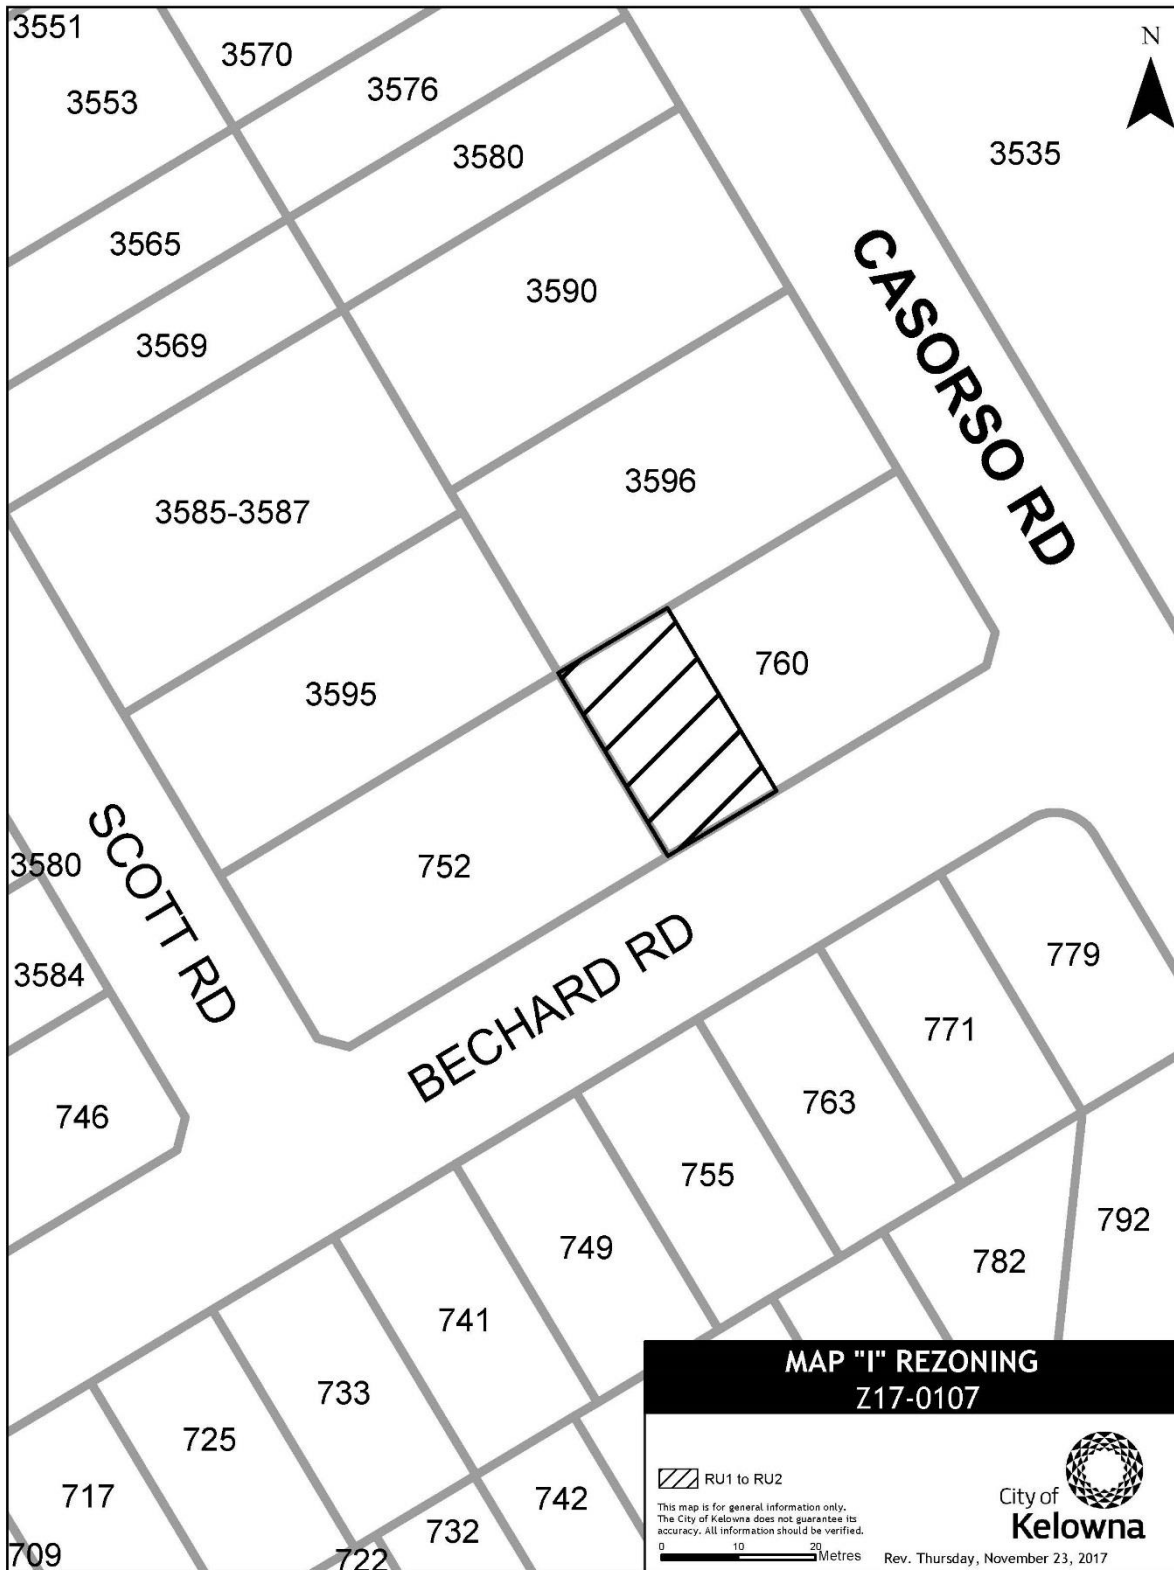 3551
3570
N
3576
3553
3580
3535
3565
CASORSO RD
3590
3569
3596
3585-3587
760
3595
SCOTT RD
3580
752
BECHARD RD
779
3584
771
763
746
755
792
749
782
741
733
725
717
742
732
709
722
MAP "I" REZONING
Z17-0107
RU1 to RU2
This map is for general information only.
The City of Kelowna does not guarantee its
accuracy. All information should be verified.
0 10 20
Metres
City of
Kelowna
Rev. Thursday, November 23, 2017